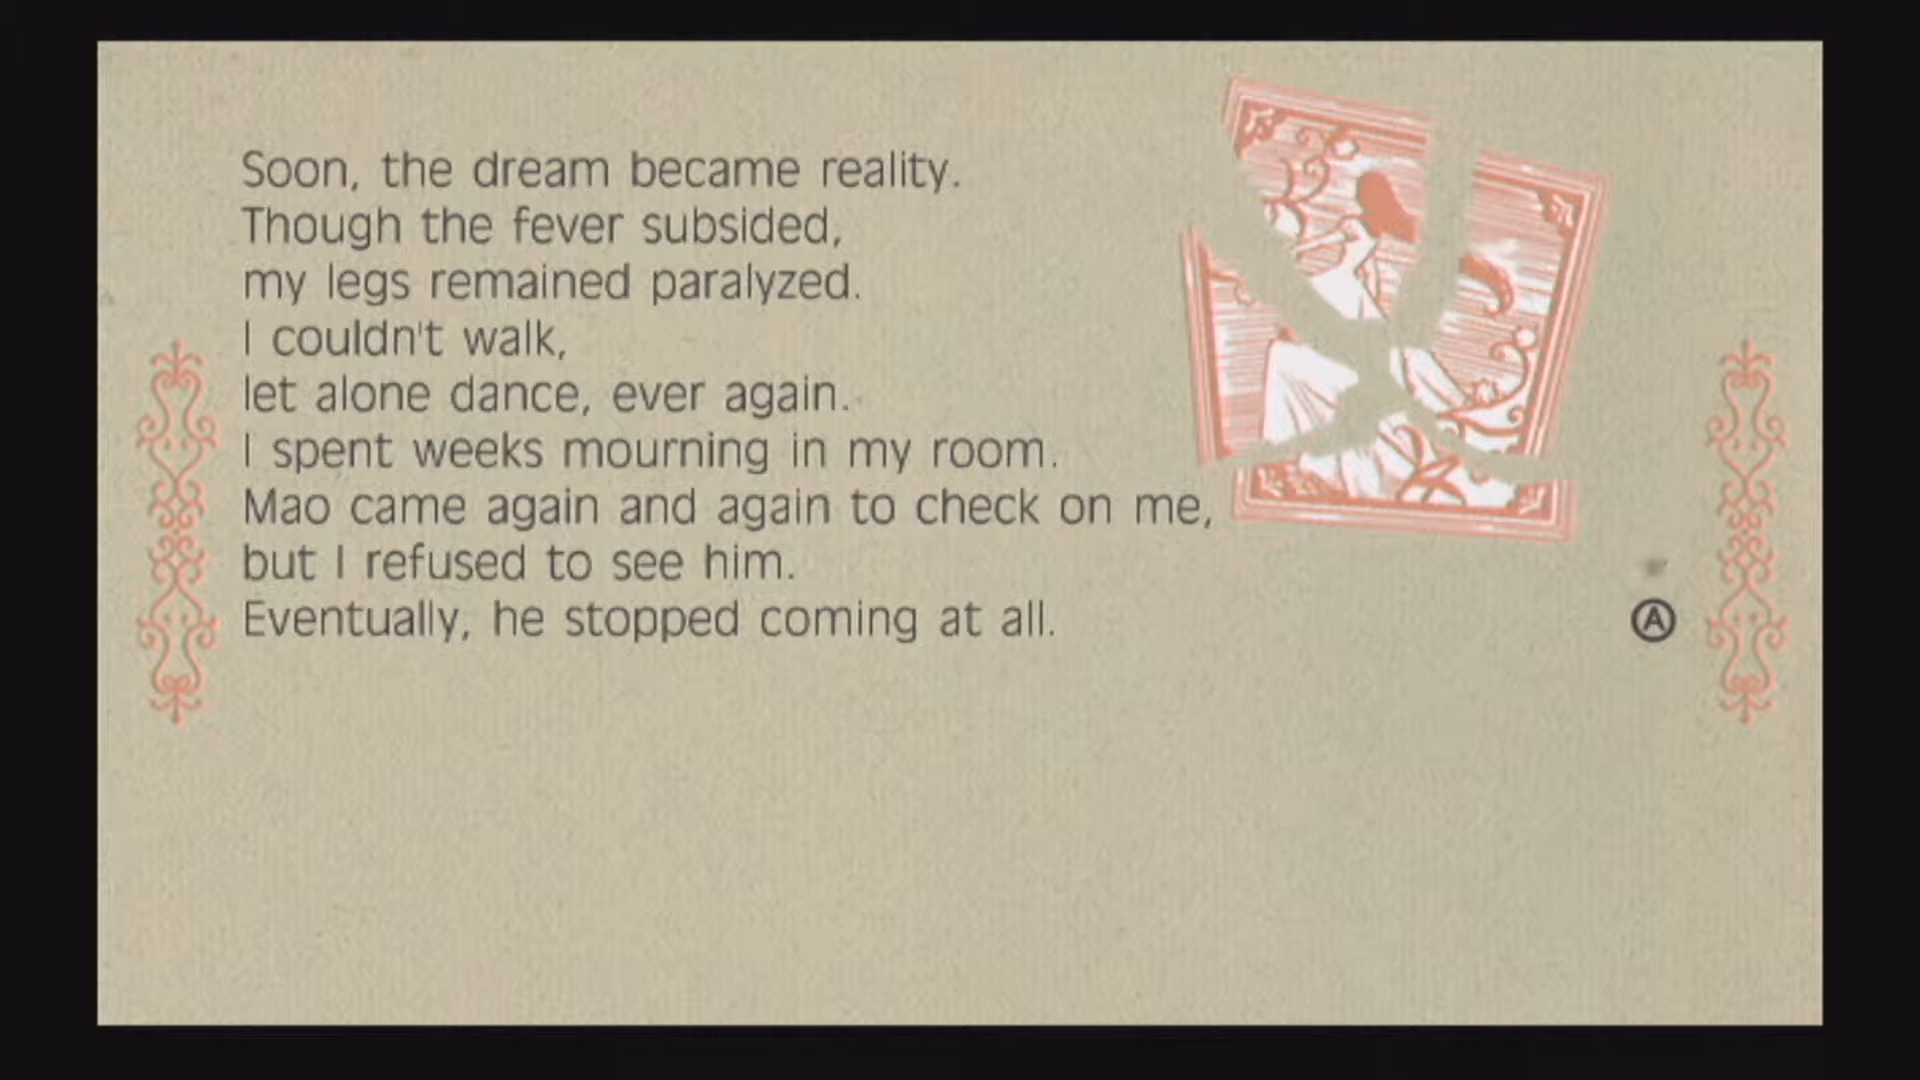 Soon, the dream became reality.
Though the fever subsided,
my legs remained paralyzed.
I couldn't walk,
let alone dance, ever again.
I spent weeks mourning in my room.
Mao came again and again to check on me,
but I refused to see him.
Eventually, he stopped coming at all.
A